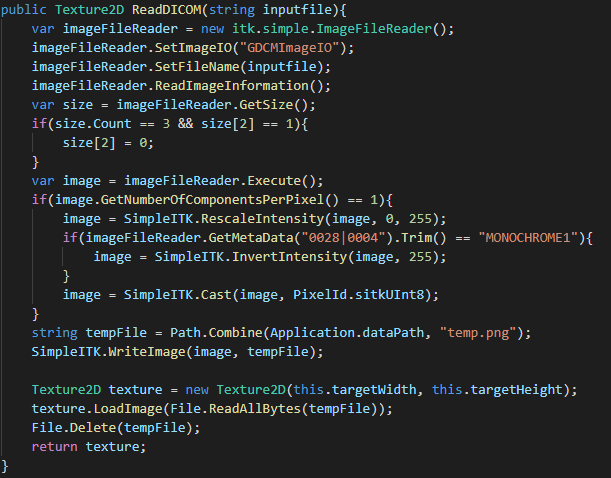 public Texture2D ReadDICOM(string inputfile){
    var imageFileReader = new itk.simple.ImageFileReader();
    imageFileReader.SetImageIO("GDCMImageIO");
    imageFileReader.SetFileName(inputfile);
    imageFileReader.ReadImageInformation();
    var size = imageFileReader.GetSize();
    if(size.Count == 3 && size[2] == 1){
        size[2] = 0;
    }
    var image = imageFileReader.Execute();
    if(image.GetNumberOfComponentsPerPixel() == 1){
        image = SimpleITK.RescaleIntensity(image, 0, 255);
        if(imageFileReader.GetMetaData("0028|0004").Trim() == "MONOCHROME1"){
            image = SimpleITK.InvertIntensity(image, 255);
        }
        image = SimpleITK.Cast(image, PixelId.sitkUInt8);
    }
    string tempFile = Path.Combine(Application.dataPath, "temp.png");
    SimpleITK.WriteImage(image, tempFile);

    Texture2D texture = new Texture2D(this.targetWidth, this.targetHeight);
    texture.LoadImage(File.ReadAllBytes(tempFile));
    File.Delete(tempFile);
    return texture;
}